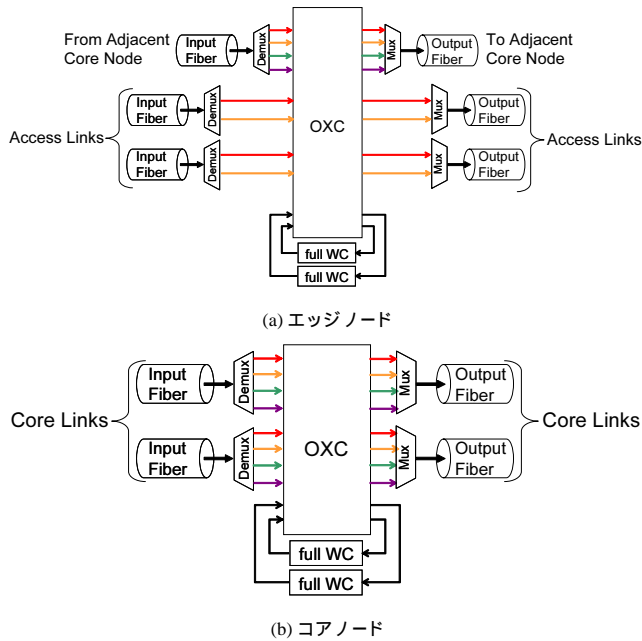 From Adjacent
Core Node
Input
Fiber
Demux
Mux
Output
Fiber
To Adjacent
Core Node
Access Links
Input
Fiber
Demux
OXC
Mux
Output
Fiber
Access Links
Input
Fiber
Demux
Mux
Output
Fiber
full WC
full WC
(a) エッジノード
Core Links
Input
Fiber
Demux
Mux
Output
Fiber
Core Links
OXC
Input
Fiber
Demux
Mux
Output
Fiber
full WC
full WC
(b) コアノード